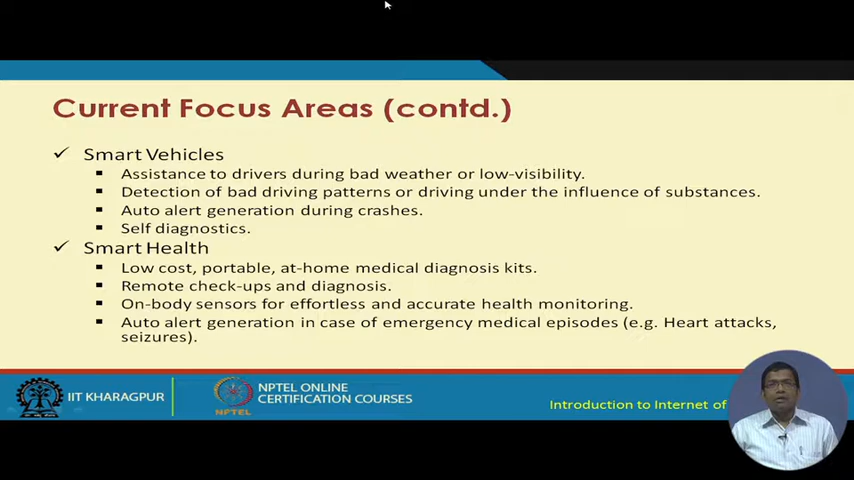 Current Focus Areas (contd.)
✓ Smart Vehicles
▪ Assistance to drivers during bad weather or low-visibility.
▪ Detection of bad driving patterns or driving under the influence of substances.
▪ Auto alert generation during crashes.
▪ Self diagnostics.
✓ Smart Health
▪ Low cost, portable, at-home medical diagnosis kits.
▪ Remote check-ups and diagnosis.
▪ On-body sensors for effortless and accurate health monitoring.
▪ Auto alert generation in case of emergency medical episodes (e.g. Heart attacks,
seizures).
IIT KHARAGPUR
NPTEL
NPTEL ONLINE
CERTIFICATION COURSES
Introduction to Internet of